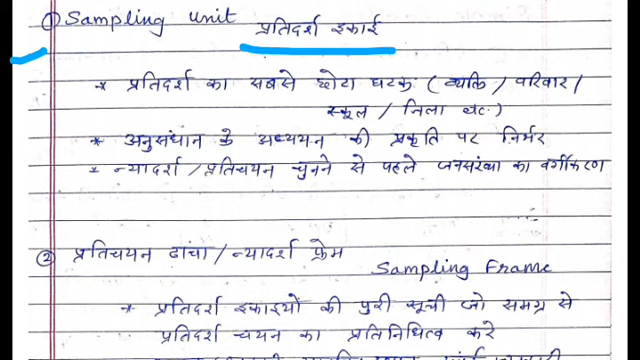 ① Sampling unit प्रतिदर्श इकाई
* प्रतिदर्श का सबसे छोटा घटक ( व्यक्ति / परिवार /
स्कूल / जिला etc. )
* अनुसंधान के अध्ययन की प्रकृति पर निर्भर
* न्यादर्श / प्रतिचयन चुनने से पहले जनसंख्या का वर्गीकरण
② प्रतिचयन ढांचा / न्यादर्श फ्रेम
Sampling Frame
* प्रतिदर्श इकाइयों की पुरी सूची जो समग्र से
प्रतिदर्श चयन का प्रतिनिधित्व करे